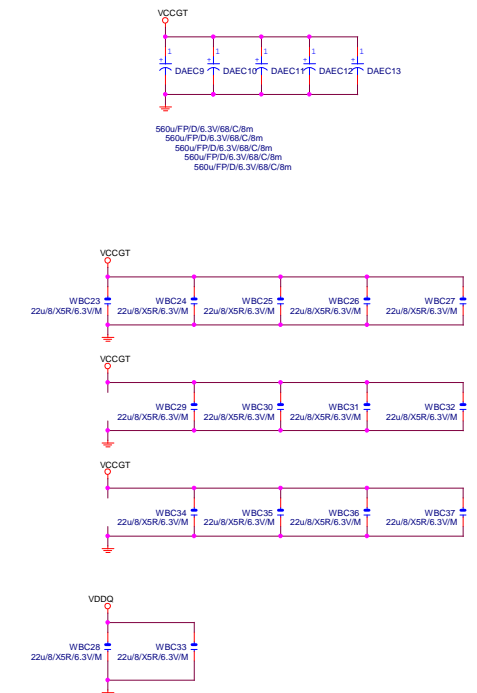 VCCGT
1 1 1 1 1
+ + + + +
DAEC9 DAEC10 DAEC11 DAEC12 DAEC13
560u/FP/D/6.3V/68/C/8m
560u/FP/D/6.3V/68/C/8m
560u/FP/D/6.3V/68/C/8m
560u/FP/D/6.3V/68/C/8m
560u/FP/D/6.3V/68/C/8m
VCCGT
WBC23 WBC24 WBC25 WBC26 WBC27
22u/8/X5R/6.3V/M 22u/8/X5R/6.3V/M 22u/8/X5R/6.3V/M 22u/8/X5R/6.3V/M 22u/8/X5R/6.3V/M
VCCGT
WBC29 WBC30 WBC31 WBC32
22u/8/X5R/6.3V/M 22u/8/X5R/6.3V/M 22u/8/X5R/6.3V/M 22u/8/X5R/6.3V/M
VCCGT
WBC34 WBC35 WBC36 WBC37
22u/8/X5R/6.3V/M 22u/8/X5R/6.3V/M 22u/8/X5R/6.3V/M 22u/8/X5R/6.3V/M
VDDQ
WBC28 WBC33
22u/8/X5R/6.3V/M 22u/8/X5R/6.3V/M